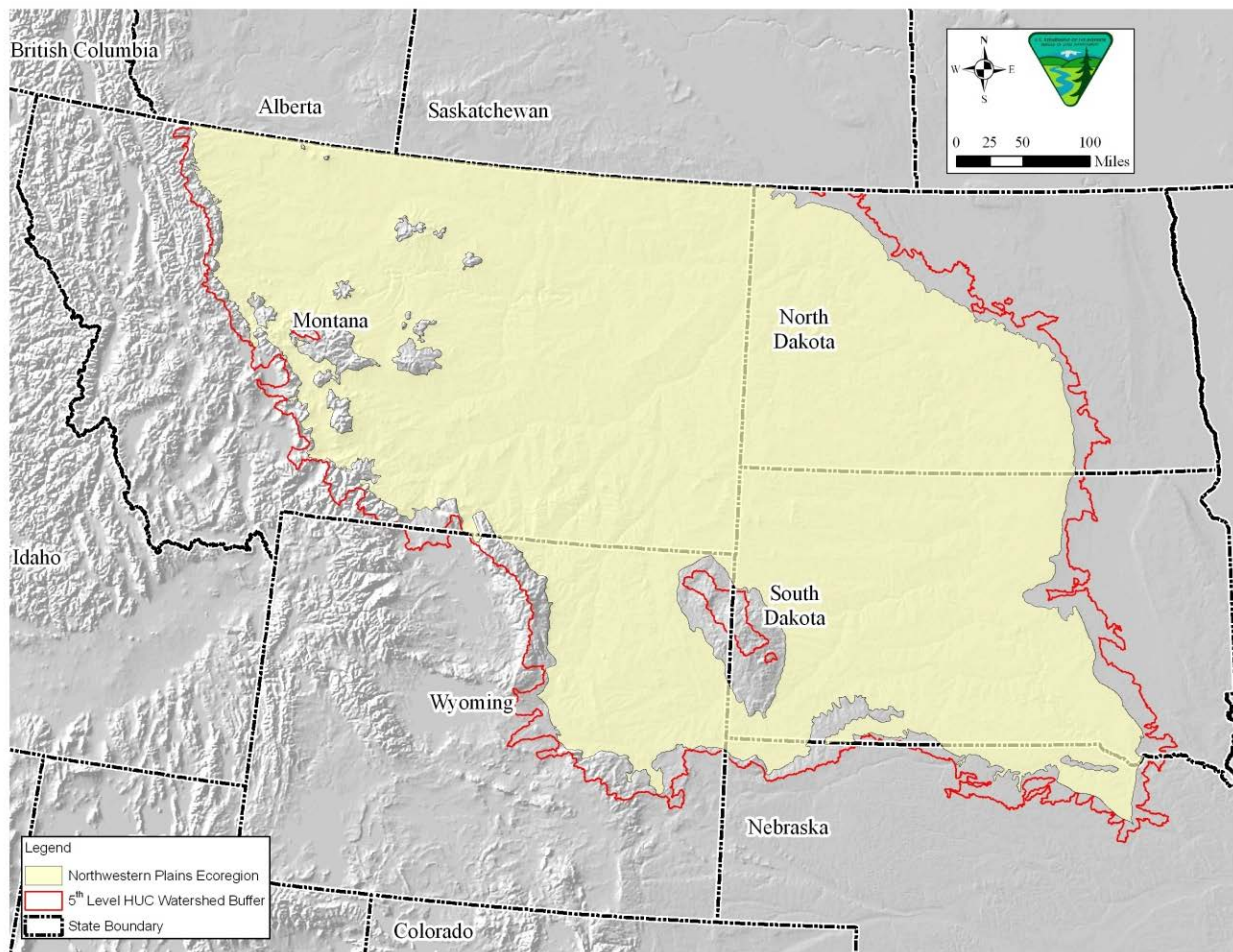 British Columbia
Alberta
Saskatchewan
N
W E
S
0 25 50 100
Miles
Montana
North
Dakota
Idaho
South
Dakota
Wyoming
Nebraska
Colorado
Legend
Northwestern Plains Ecoregion
5th Level HUC Watershed Buffer
State Boundary